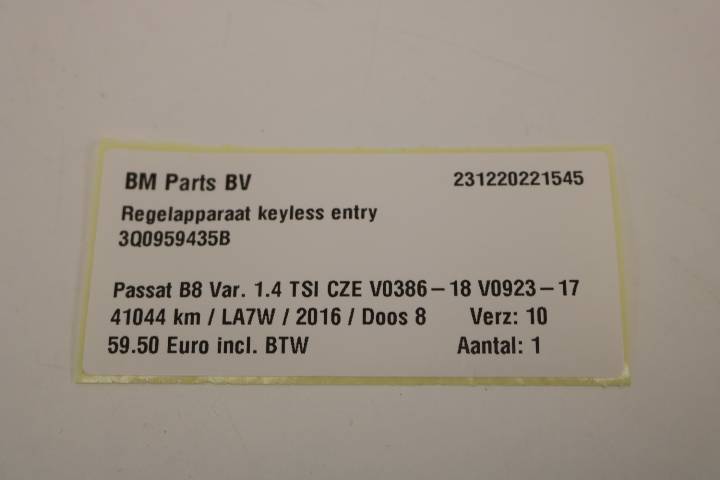 BM Parts BV 231220221545
Regelapparaat keyless entry
3Q0959435B
Passat B8 Var. 1.4 TSI CZE V0386-18 V0923-17
41044 km / LA7W / 2016 / Doos 8 Verz: 10
59.50 Euro incl. BTW Aantal: 1